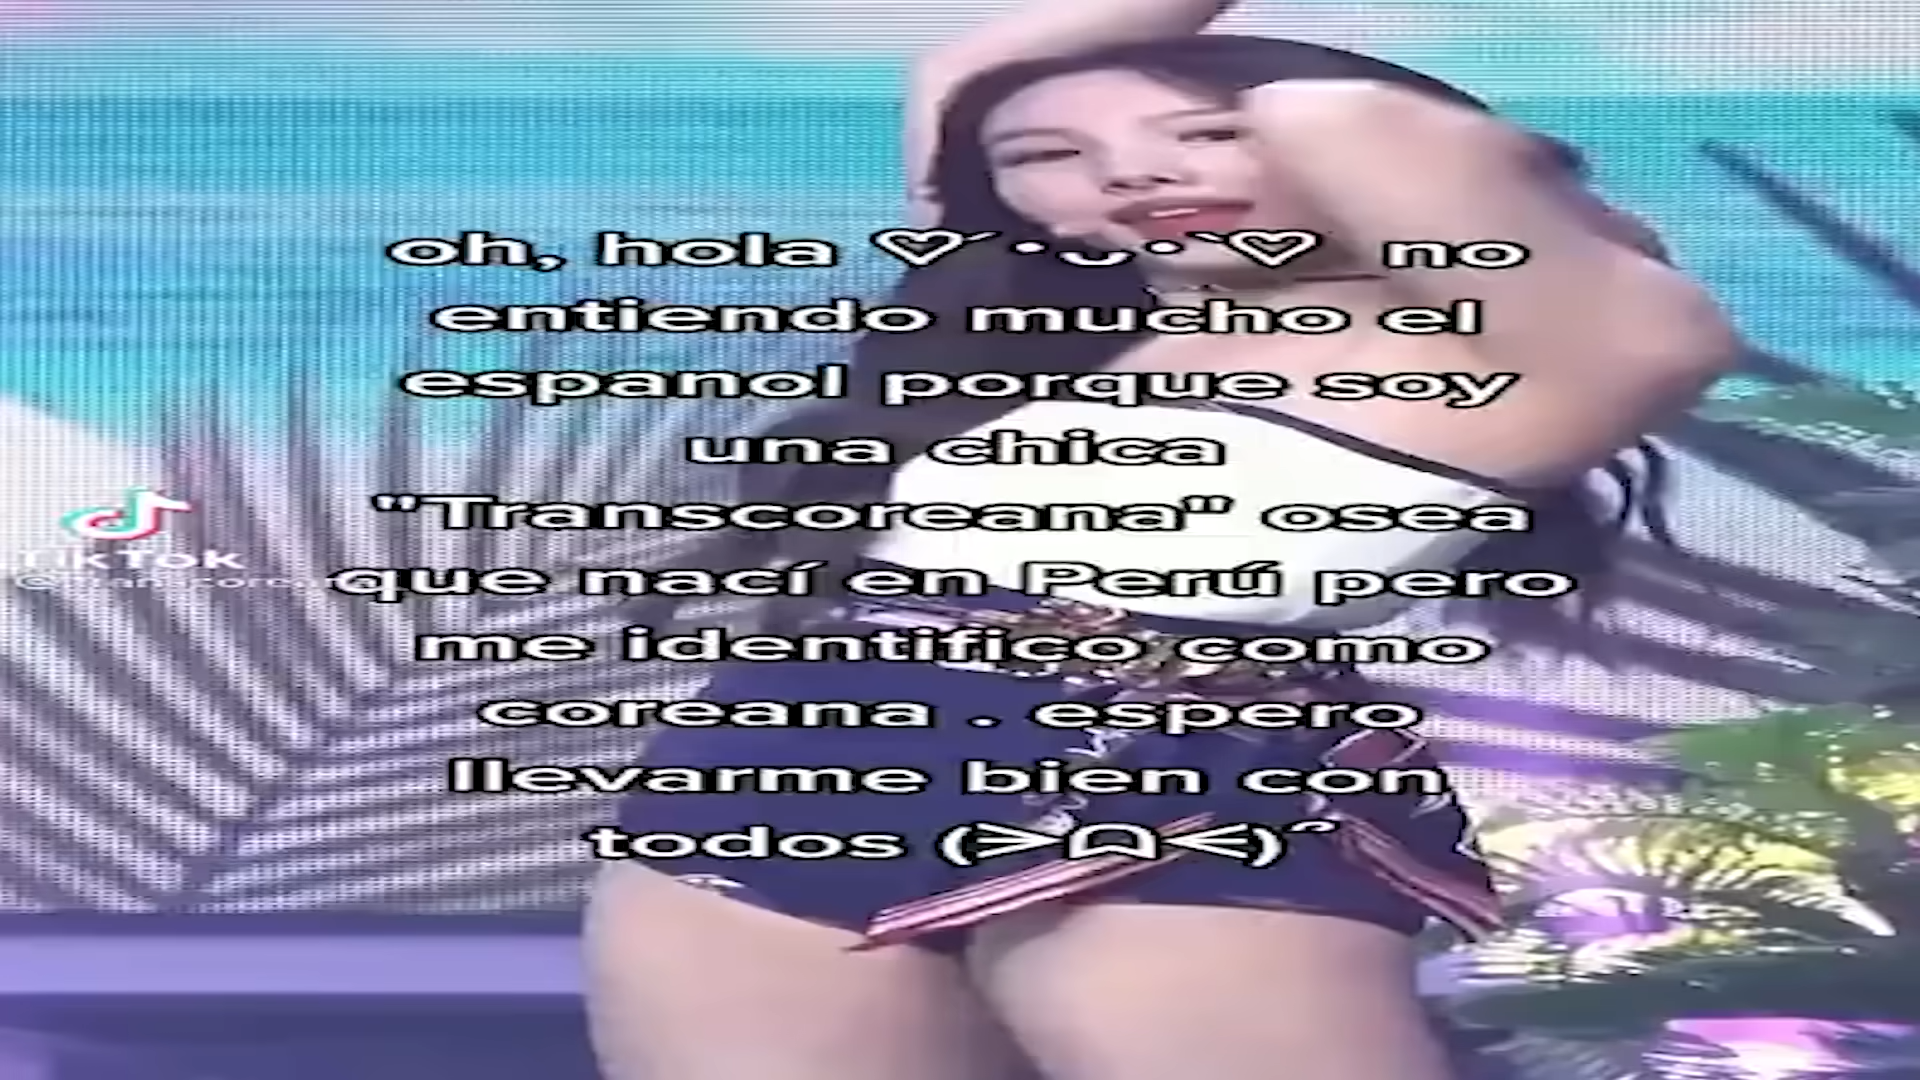 oh, hola ♡´・ᴗ・`♡ no
entiendo mucho el
espanol porque soy
una chica
"Transcoreana" osea
que nací en Perú pero
me identifico como
coreana . espero
llevarme bien con
todos (⋗ᗝ⋖)՞
TikTok